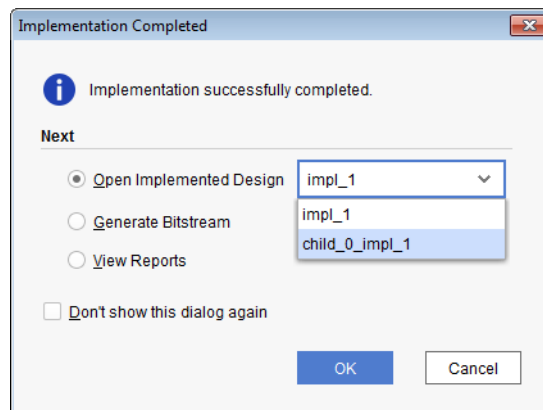 Implementation Completed
Implementation successfully completed.
Next
Open Implemented Design impl_1
impl_1
Generate Bitstream
child_0_impl_1
View Reports
Don't show this dialog again
OK Cancel